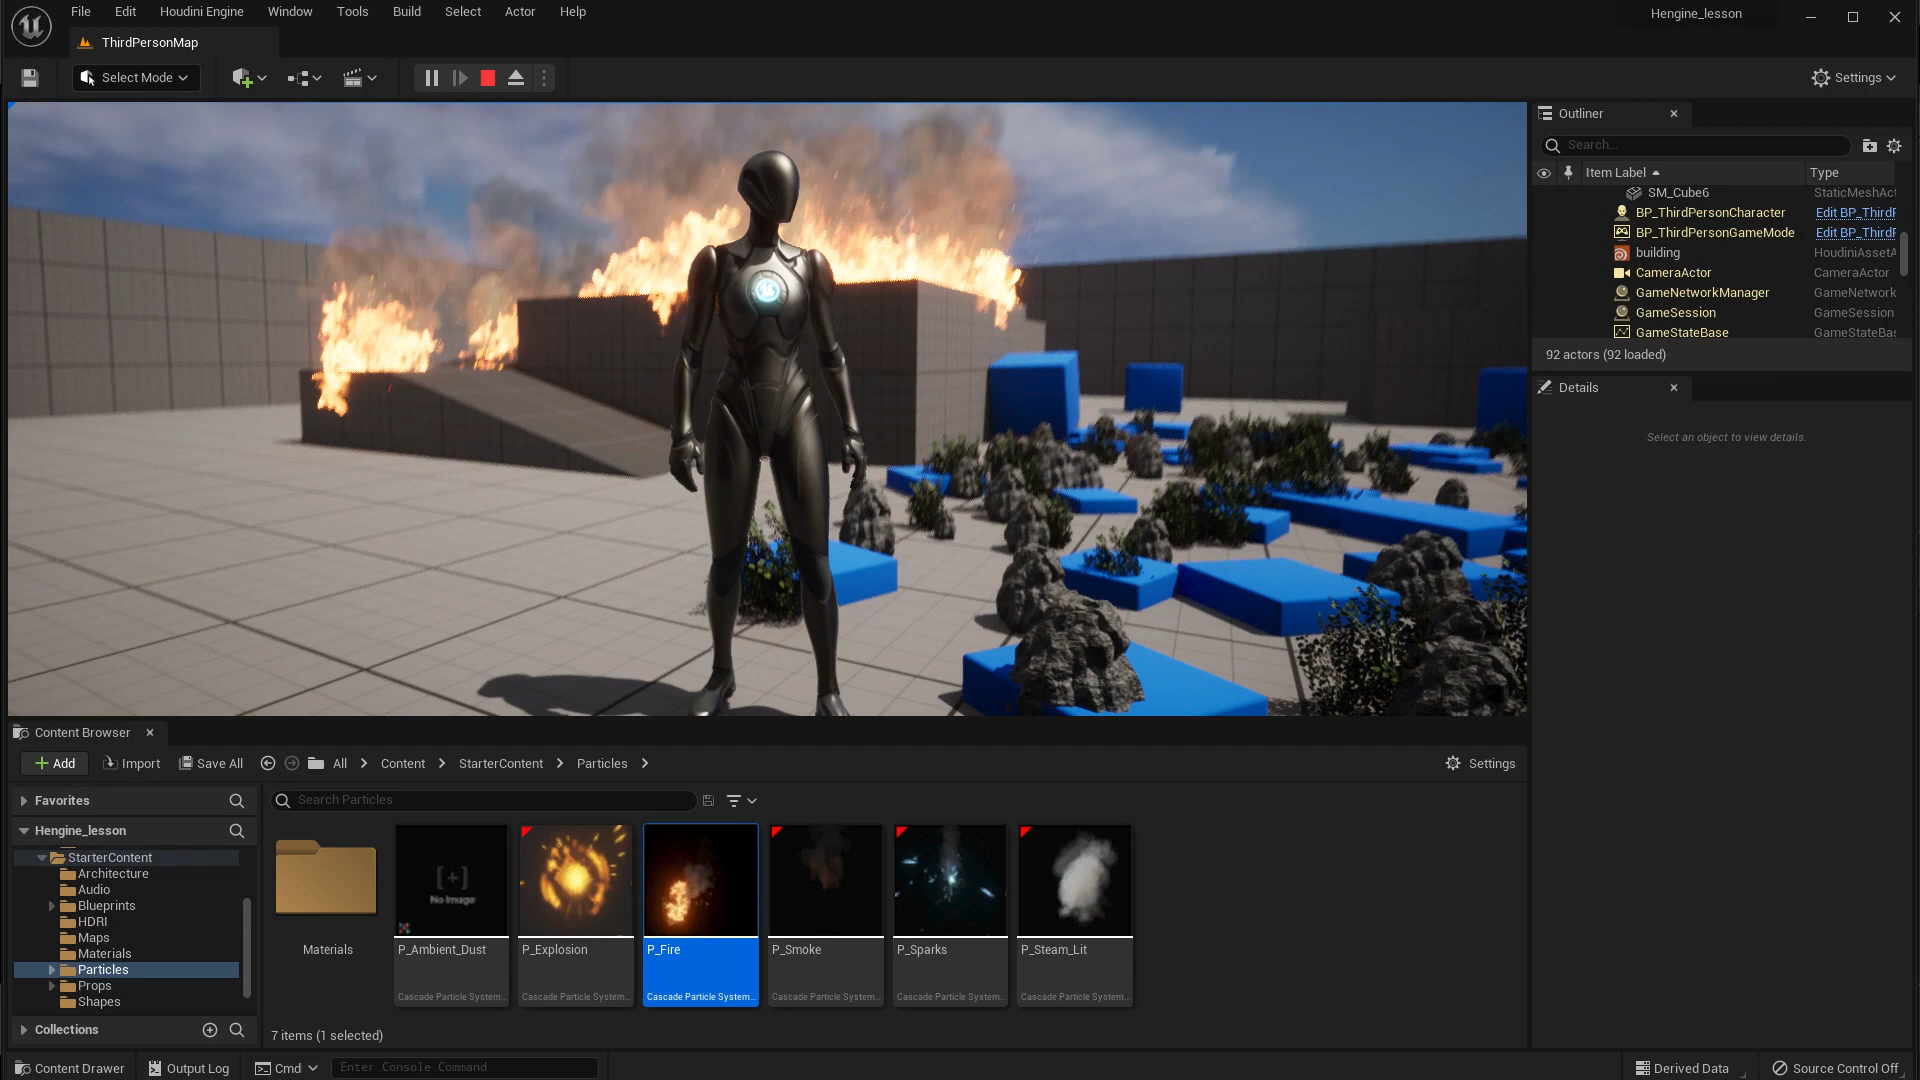 File Edit Houdini Engine Window Tools Build Select Actor Help
Hengine_lesson
ThirdPersonMap
Select Mode
Settings
Outliner
Search...
Item Label
Type
SM_Cube6 StaticMeshAct
BP_ThirdPersonCharacter Edit BP_ThirdP
BP_ThirdPersonGameMode Edit BP_ThirdP
building HoudiniAssetA
CameraActor CameraActor
GameNetworkManager GameNetwork
GameSession GameSession
GameStateBase GameStateBas
92 actors (92 loaded)
Details
Select an object to view details.
Content Browser
Add Import Save All All Content StarterContent Particles
Settings
Favorites
Search Particles
Hengine_lesson
StarterContent
Architecture
Audio
Blueprints
HDRI
Maps
Materials
Particles
Props
Shapes
Collections
No Image
Materials
P_Ambient_Dust
Cascade Particle System...
P_Explosion
Cascade Particle System...
P_Fire
Cascade Particle System...
P_Smoke
Cascade Particle System...
P_Sparks
Cascade Particle System...
P_Steam_Lit
Cascade Particle System...
7 items (1 selected)
Content Drawer Output Log Cmd Enter Console Command
Derived Data Source Control Off